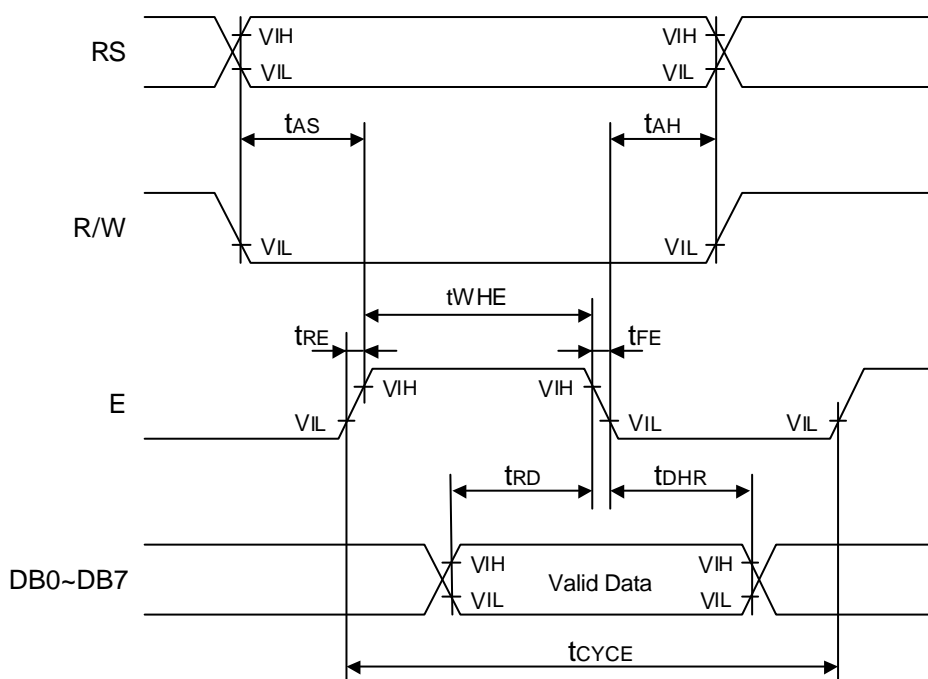 RS
VIH
VIH
VIL
VIL
tAS
tAH
R/W
VIL
VIL
tWHE
tRE
tFE
E
VIH
VIH
VIL
VIL
VIL
tRD
tDHR
DB0~DB7
VIH
Valid Data
VIH
VIL
VIL
tCYCE